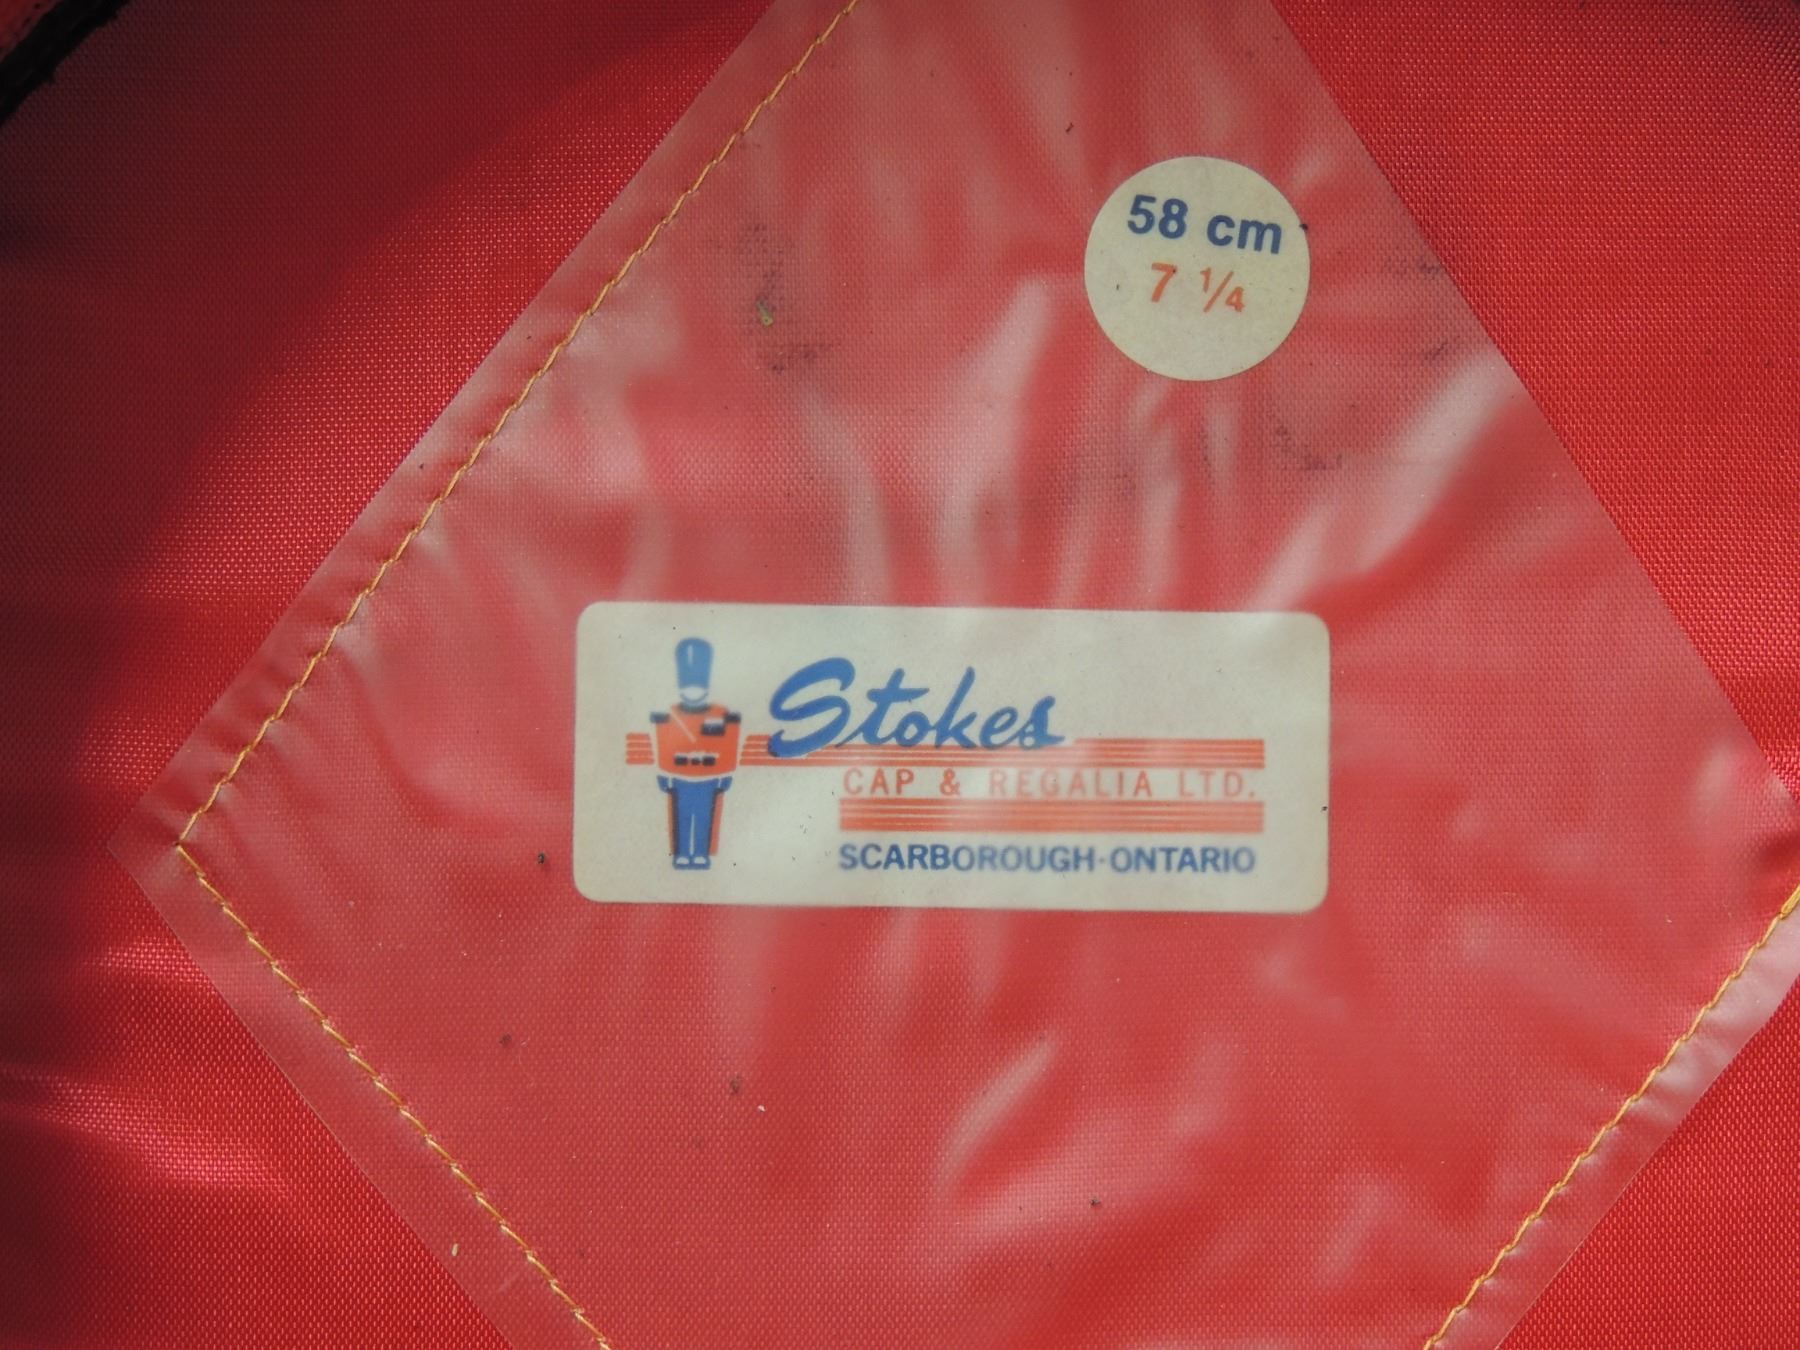 58 cm
7 1/4
Stokes
CAP & REGALIA LTD.
SCARBOROUGH·ONTARIO